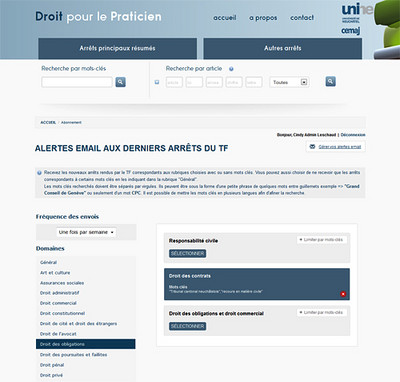 Droit pour le Praticien
accueil a propos contact
unine
cemaj
Arrêts principaux résumés
Autres arrêts
Recherche par mots-clés
Recherche par article
Toutes
ACCUEIL Abonnement
Bonjour, Cindy Admin Leschaud | Déconnexion
ALERTES EMAIL AUX DERNIERS ARRÊTS DU TF
Gérer vos alertes email
Recevez les nouveaux arrêts rendus par le TF correspondants aux rubriques choisies avec ou sans mots clés. Vous pouvez aussi choisir de ne recevoir que les arrêts
correspondants à certains mots clés en les indiquant dans la rubrique "Général".
Les mots clés recherchés doivent être séparés par virgules. Ils peuvent être sous la forme d'une petite phrase de quelques mots entre guillemets exemple => "Grand
Conseil de Genève" ou seulement d'un mot CPC. Il est possible de mettre les mots clés en plusieurs langues afin d'affiner la recherche.
Fréquence des envois
Une fois par semaine
Domaines
Général
Art et culture
Assurances sociales
Droit administratif
Droit commercial
Droit constitutionnel
Droit de cité et droit des étrangers
Droit de l'avocat
Droit des obligations
Droit des poursuites et faillites
Droit pénal
Droit privé
Responsabilité civile
Limiter par mots-clés
SÉLECTIONNER
Droit des contrats
Mots clés
"Tribunal cantonal neuchâtelois", "recours en matière civile"
Droit des obligations et droit commercial
Limiter par mots-clés
SÉLECTIONNER